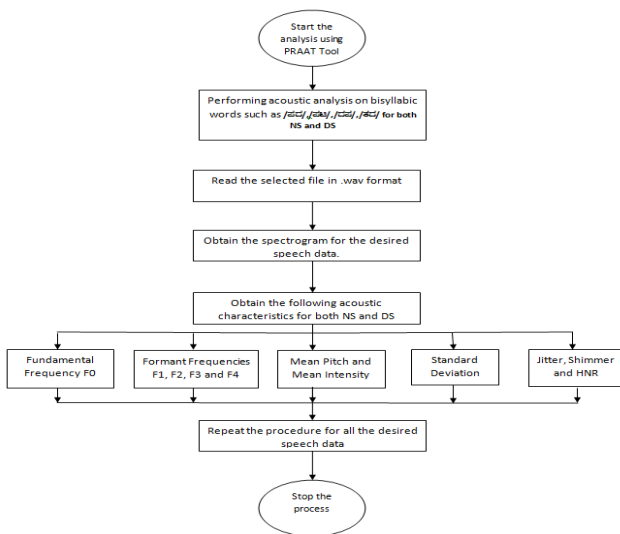 Start the
analysis using
PRAAT Tool
Performing acoustic analysis on bisyllabic
words such as for both
NS and DS
Read the selected file in .wav format
Obtain the spectrogram for the desired
speech data.
Obtain the following acoustic
characteristics for both NS and DS
Fundamental
Frequency F0
Formant Frequencies
F1, F2, F3 and F4
Mean Pitch and
Mean Intensity
Standard
Deviation
Jitter, Shimmer
and HNR
Repeat the procedure for all the desired
speech data
Stop the
process